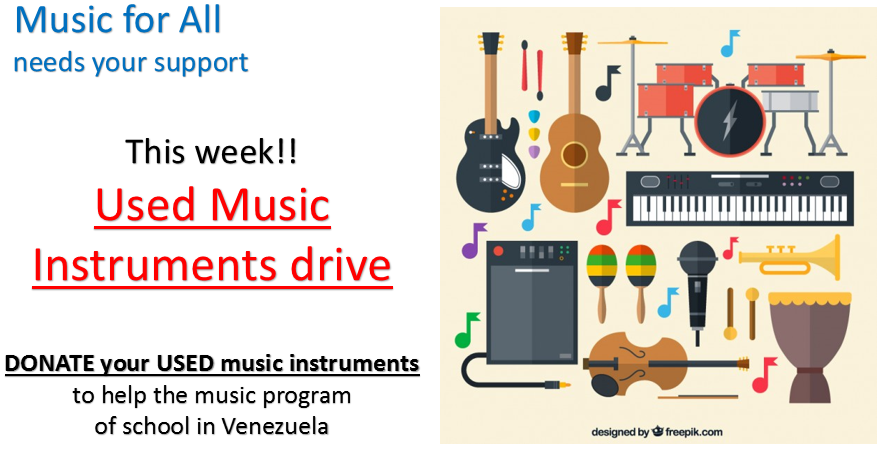 Music for All
needs your support
This week!!
Used Music
Instruments drive
DONATE your USED music instruments
to help the music program
of school in Venezuela
designed by freepik.com